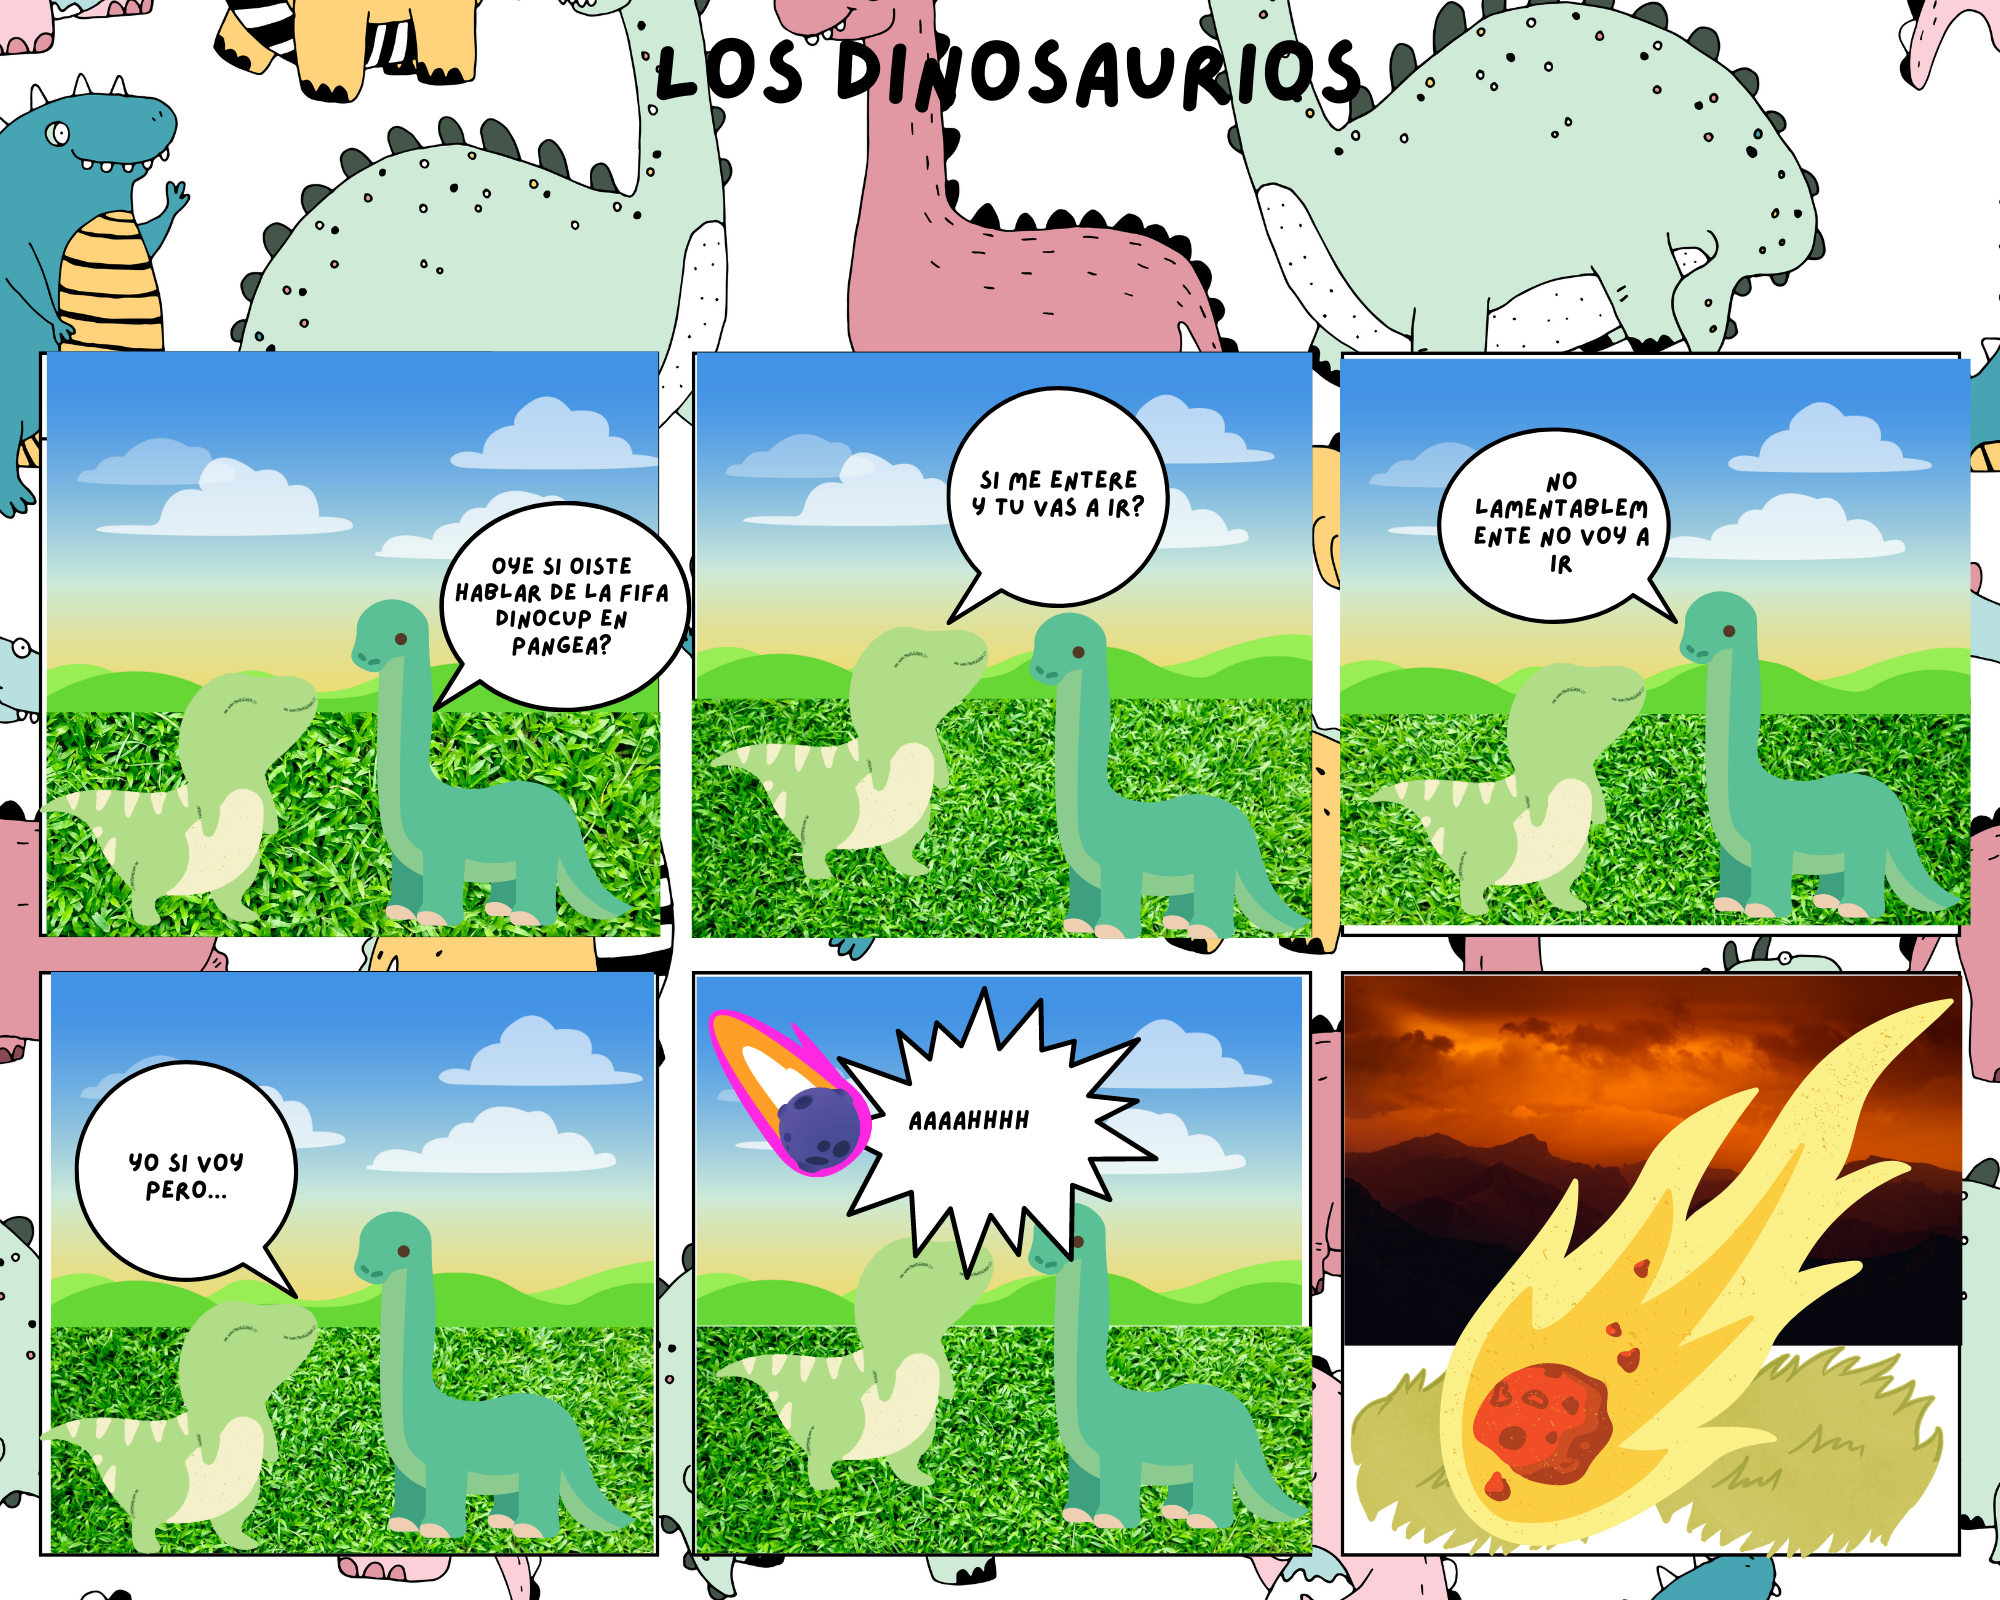 LOS DINOSAURIOS
OYE SI OISTE
HABLAR DE LA FIFA
DINOCUP EN
PANGEA?
SI ME ENTERE
Y TU VAS A IR?
NO
LAMENTABLEM
ENTE NO VOY A
IR
YO SI VOY
PERO...
AAAAHHHH